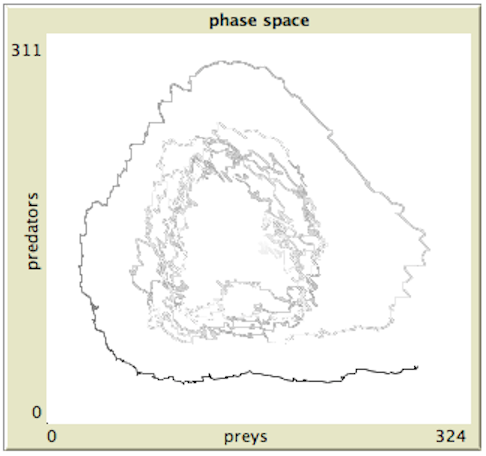 phase space
311
predators
0
0 preys 324